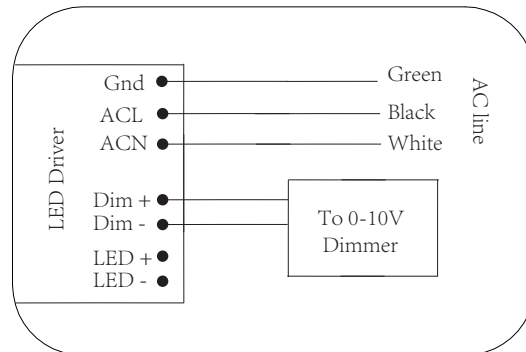 LED Driver
Gnd
ACL
ACN
Dim +
Dim -
LED +
LED -
Green
Black
White
AC line
To 0-10V
Dimmer